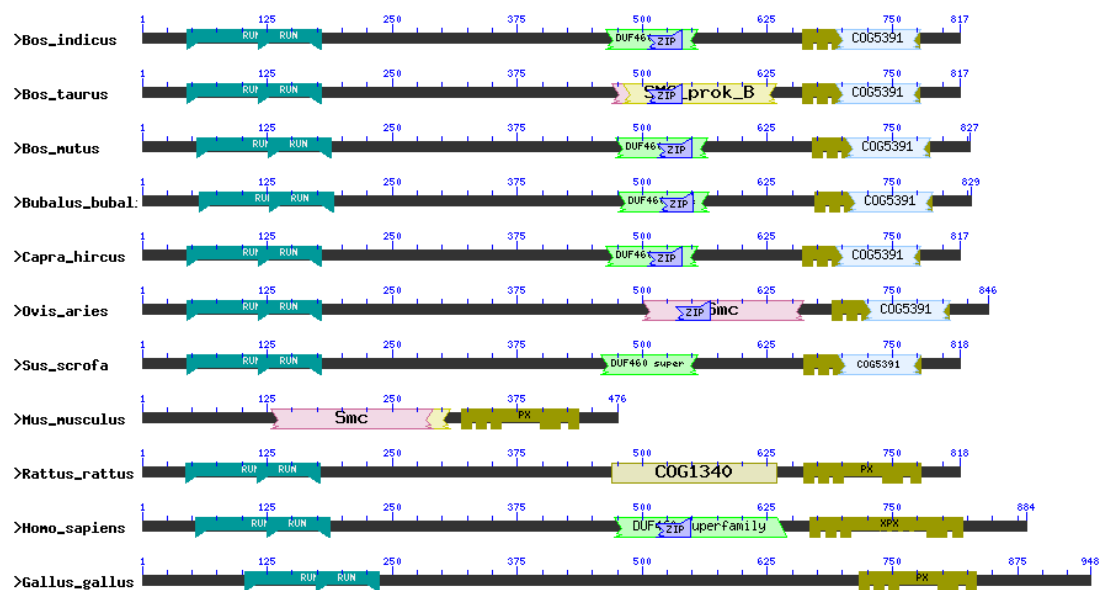 1 125 250 375 500 625 750 817
>Bos_indicus RUN RUN DUF46 ZIP COG5391
1 125 250 375 500 625 750 817
>Bos_taurus RUN RUN SMC_prok_B ZIP COG5391
1 125 250 375 500 625 750 827
>Bos_mutus RUN RUN DUF46 ZIP COG5391
1 125 250 375 500 625 750 829
>Bubalus_bubal: RUN RUN DUF46 ZIP COG5391
1 125 250 375 500 625 750 817
>Capra_hircus RUN RUN DUF46 ZIP COG5391
1 125 250 375 500 625 750 846
>Ovis_aries RUN RUN ZIP Smc COG5391
1 125 250 375 500 625 750 818
>Sus_scrofa RUN RUN DUF460 super COG5391
1 125 250 375 476
>Mus_musculus Smc PX
1 125 250 375 500 625 750 818
>Rattus_rattus RUN RUN COG1340 PX
1 125 250 375 500 625 750 884
>Homo_sapiens RUN RUN ZIP uperfamily XPX
1 125 250 375 500 625 750 875 948
>Gallus_gallus RUN RUN PX